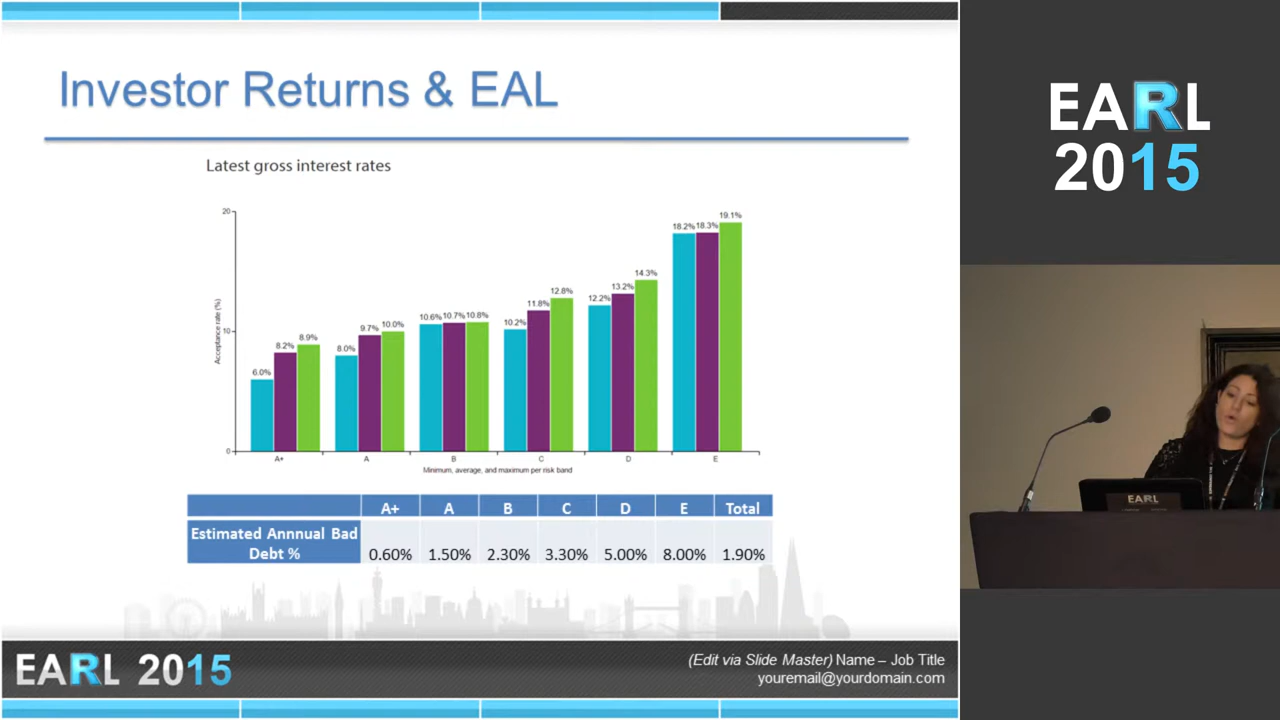 Investor Returns & EAL
EARL
2015
Latest gross interest rates
20
10
0
Acceptance rate (%)
6.0% 8.2% 8.9%
8.0% 9.7% 10.0%
10.6% 10.7% 10.8%
10.2% 11.8% 12.8%
12.2% 13.2% 14.3%
18.2% 18.3% 19.1%
A+ A B C D E
Minimum, average, and maximum per risk band
A+ A B C D E Total
Estimated Annnual Bad
Debt % 0.60% 1.50% 2.30% 3.30% 5.00% 8.00% 1.90%
EARL
EARL 2015
(Edit via Slide Master) Name – Job Title
youremail@yourdomain.com